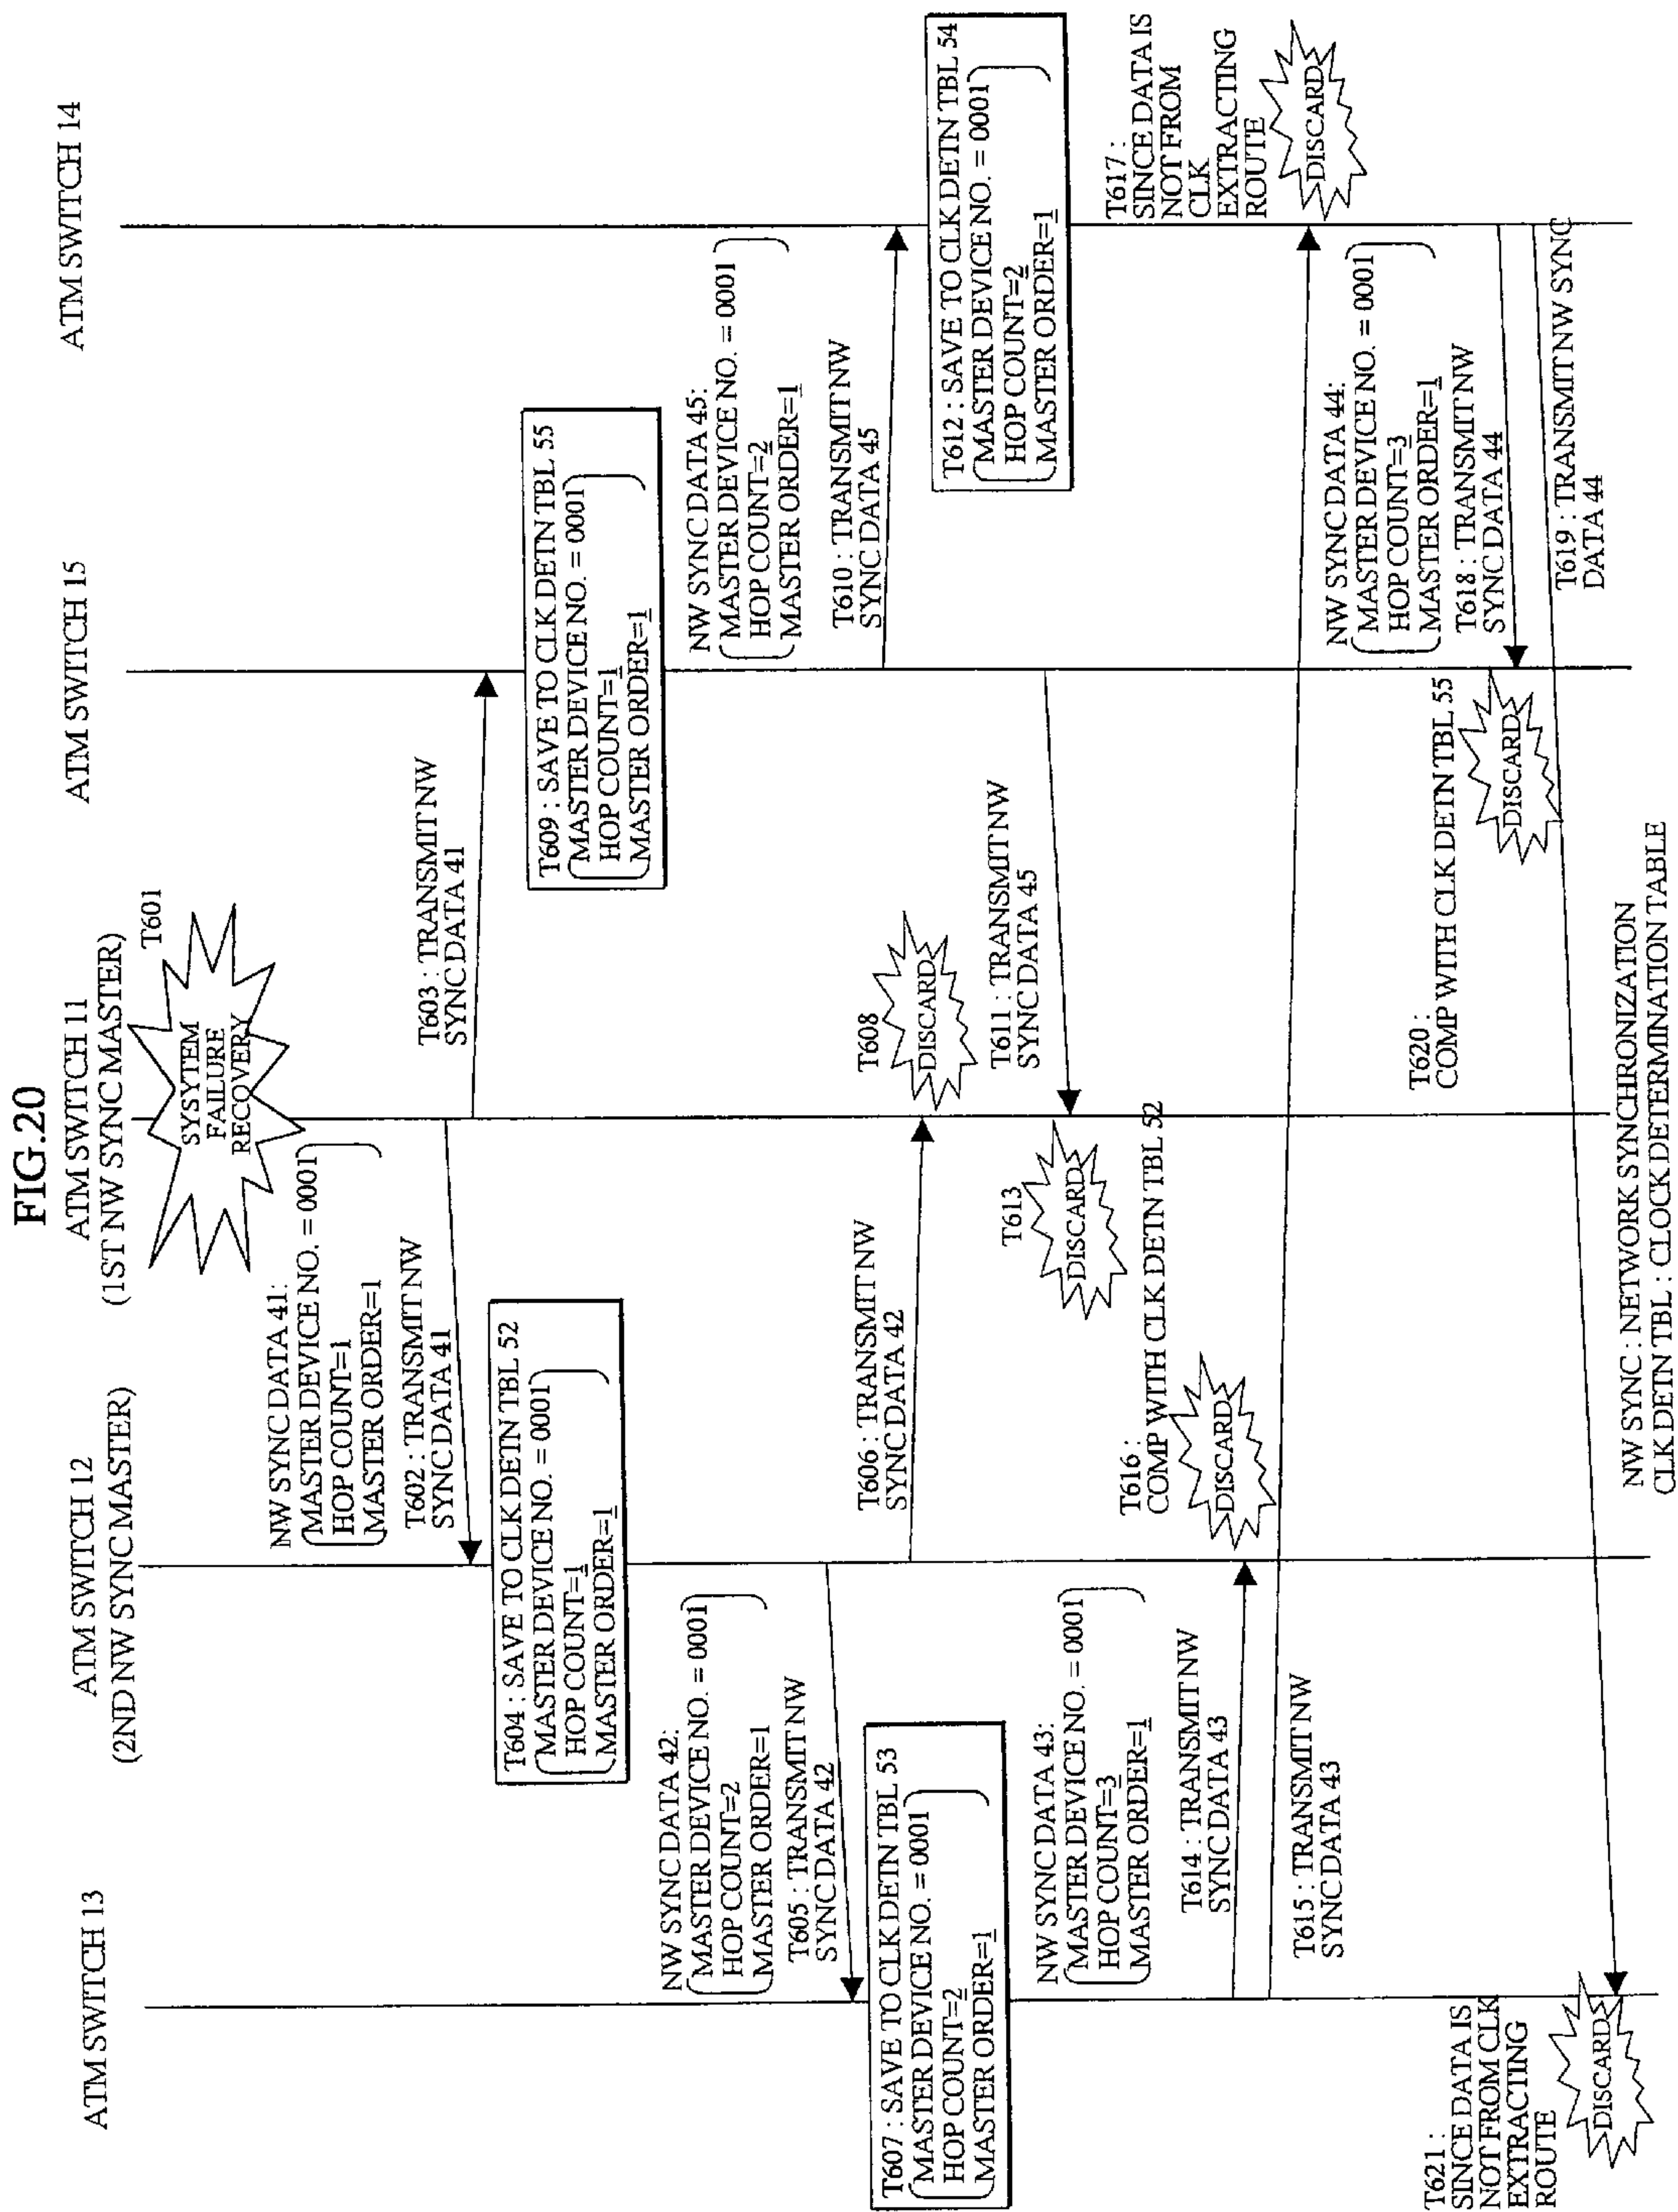 FIG.20
ATM SWITCH 13
ATM SWITCH 12
(2ND NW SYNC MASTER)
ATM SWITCH 11
(1ST NW SYNC MASTER)
ATM SWITCH 15
ATM SWITCH 14
T601
SYSYTEM
FAILURE
RECOVERY
NW SYNC DATA 41:
MASTER DEVICE NO. = 0001
HOP COUNT=1
MASTER ORDER=1
T602 : TRANSMIT NW
SYNC DATA 41
T603 : TRANSMIT NW
SYNC DATA 41
T604 : SAVE TO CLK DETN TBL 52
MASTER DEVICE NO. = 0001
HOP COUNT=1
MASTER ORDER=1
T609 : SAVE TO CLK DETN TBL 55
MASTER DEVICE NO. = 0001
HOP COUNT=1
MASTER ORDER=1
NW SYNC DATA 42:
MASTER DEVICE NO. = 0001
HOP COUNT=2
MASTER ORDER=1
T605 : TRANSMIT NW
SYNC DATA 42
NW SYNC DATA 45:
MASTER DEVICE NO. = 0001
HOP COUNT=2
MASTER ORDER=1
T610 : TRANSMIT NW
SYNC DATA 45
T606 : TRANSMIT NW
SYNC DATA 42
T608
DISCARD
T607 : SAVE TO CLK DETN TBL 53
MASTER DEVICE NO. = 0001
HOP COUNT=2
MASTER ORDER=1
T612 : SAVE TO CLK DETN TBL 54
MASTER DEVICE NO. = 0001
HOP COUNT=2
MASTER ORDER=1
T611 : TRANSMIT NW
SYNC DATA 45
T613
DISCARD
NW SYNC DATA 43:
MASTER DEVICE NO. = 0001
HOP COUNT=3
MASTER ORDER=1
T614 : TRANSMIT NW
SYNC DATA 43
T616 :
COMP WITH CLK DETN TBL 52
DISCARD
T615 : TRANSMIT NW
SYNC DATA 43
T617 :
SINCE DATA IS
NOT FROM
CLK
EXTRACTING
ROUTE
DISCARD
NW SYNC DATA 44:
MASTER DEVICE NO. = 0001
HOP COUNT=3
MASTER ORDER=1
T618 : TRANSMIT NW
SYNC DATA 44
T620 :
COMP WITH CLK DETN TBL 55
DISCARD
T619 : TRANSMIT NW SYNC
DATA 44
T621 :
SINCE DATA IS
NOT FROM CLK
EXTRACTING
ROUTE
DISCARD
NW SYNC : NETWORK SYNCHRONIZATION
CLK DETN TBL : CLOCK DETERMINATION TABLE